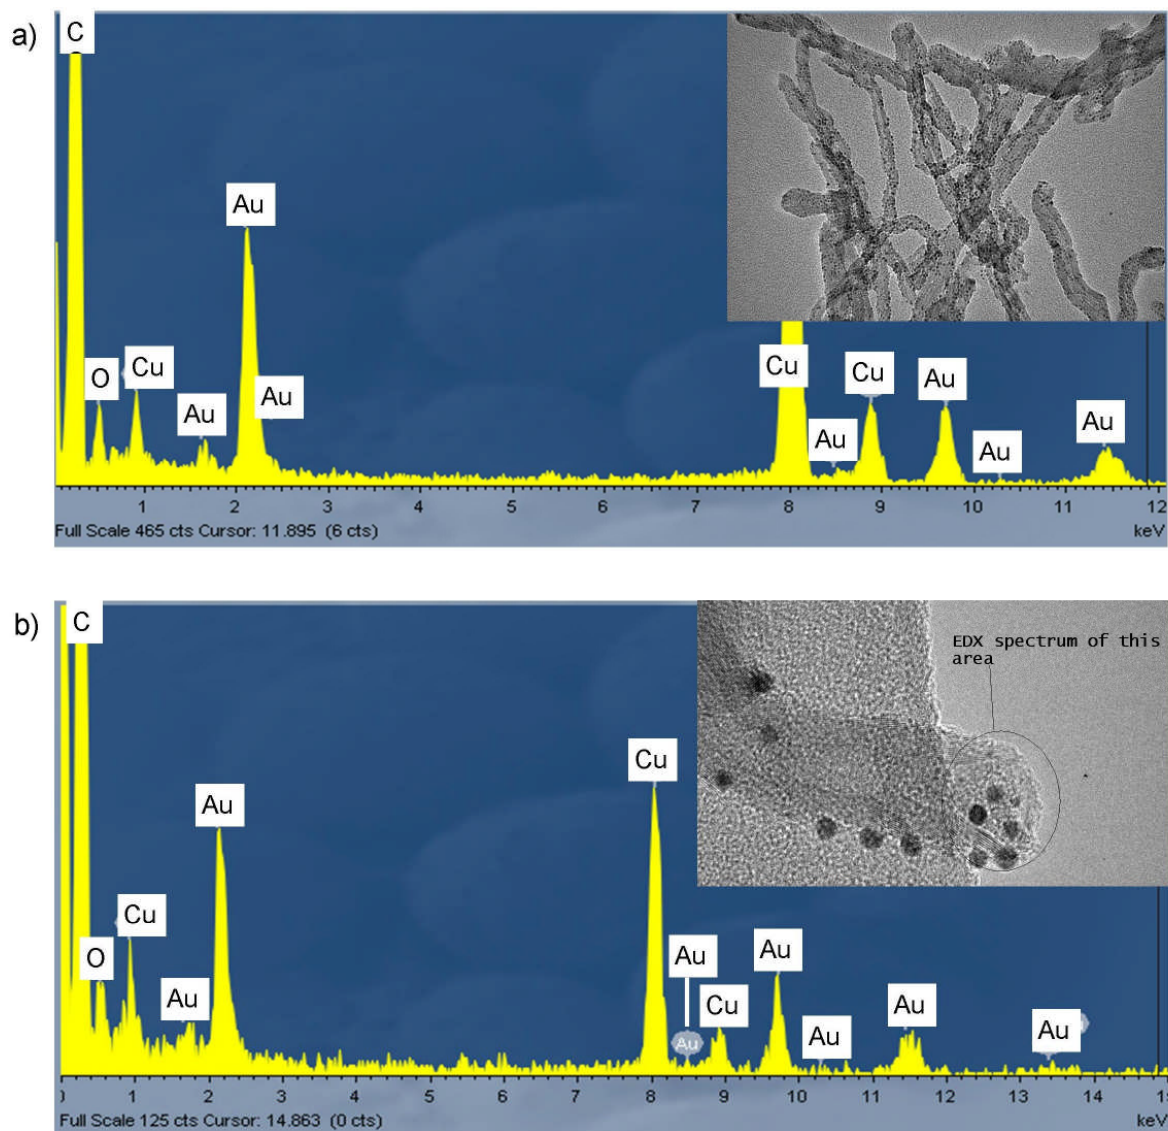 a)
C
Au
O
Cu
Au
Au
Cu
Au
Cu
Au
Au
Au
1 2 3 4 5 6 7 8 9 10 11 12
Full Scale 465 cts Cursor: 11.895 (6 cts)
keV
b)
C
EDX spectrum of this
area
O
Cu
Au
Au
Cu
Au
Au
Cu
Au
Au
Au
Au
1 2 3 4 5 6 7 8 9 10 11 12 13 14
Full Scale 125 cts Cursor: 14.863 (0 cts)
keV